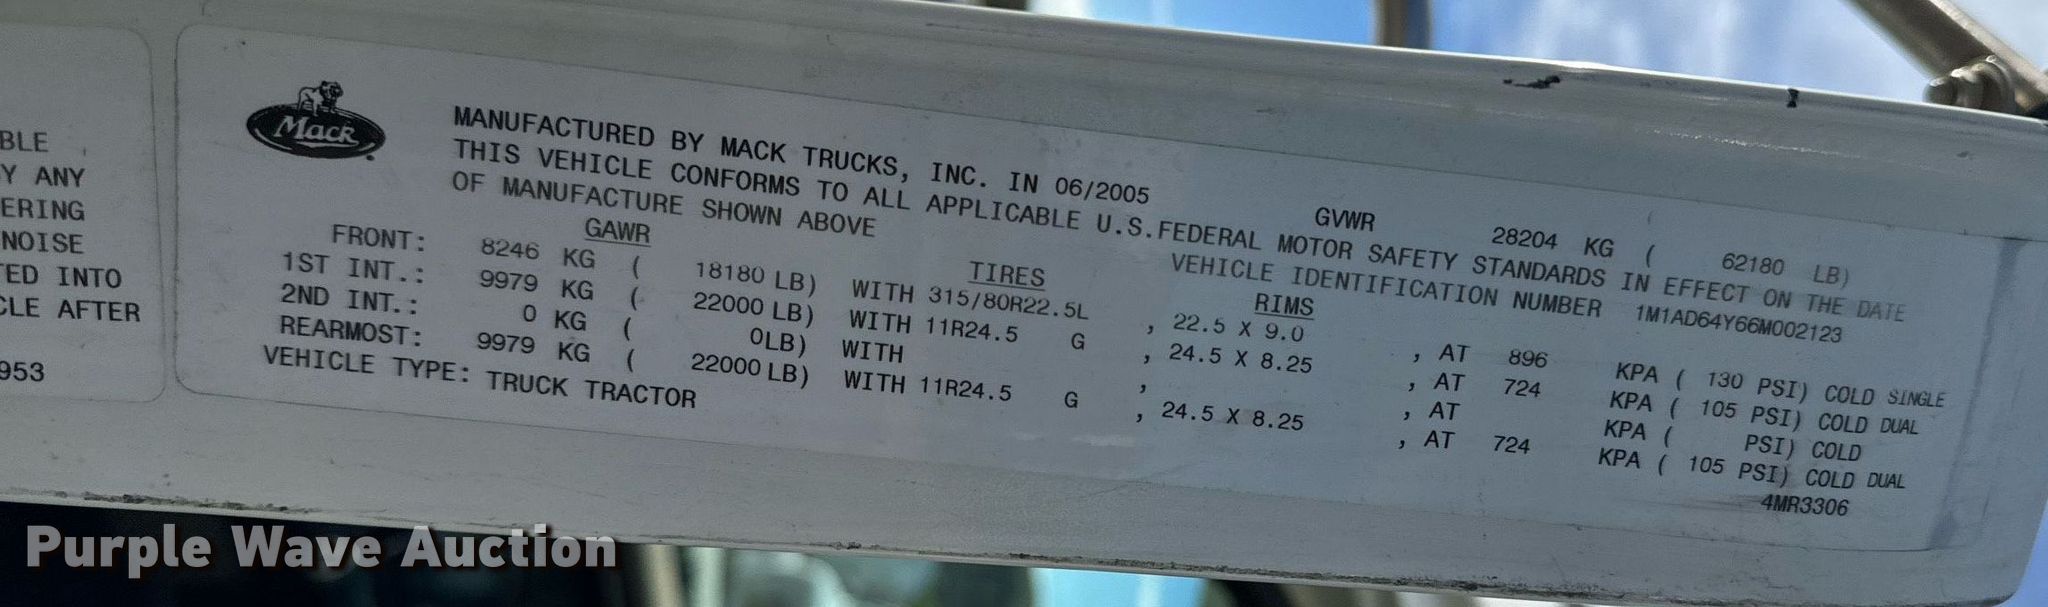 BLE
Y ANY
ERING
NOISE
TED INTO
CLE AFTER
953
Mack
MANUFACTURED BY MACK TRUCKS, INC. IN 06/2005 GVWR 28204 KG ( 62180 LB)
THIS VEHICLE CONFORMS TO ALL APPLICABLE U.S.FEDERAL MOTOR SAFETY STANDARDS IN EFFECT ON THE DATE
OF MANUFACTURE SHOWN ABOVE VEHICLE IDENTIFICATION NUMBER 1M1AD64Y66M002123
GAWR TIRES RIMS
FRONT: 8246 KG ( 18180 LB) WITH 315/80R22.5L , 22.5 X 9.0 , AT 896 KPA ( 130 PSI) COLD SINGLE
1ST INT.: 9979 KG ( 22000 LB) WITH 11R24.5 G , 24.5 X 8.25 , AT 724 KPA ( 105 PSI) COLD DUAL
2ND INT.: 0 KG ( 0LB) WITH , , AT KPA ( PSI) COLD
REARMOST: 9979 KG ( 22000 LB) WITH 11R24.5 G , 24.5 X 8.25 , AT 724 KPA ( 105 PSI) COLD DUAL
VEHICLE TYPE: TRUCK TRACTOR 4MR3306
Purple Wave Auction